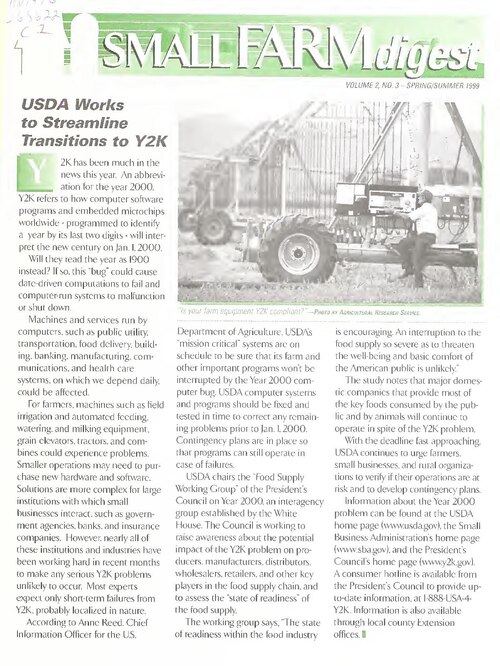 C. 2
SMALL FARM digest
VOLUME 2, NO. 3 – SPRING/SUMMER 1999
USDA Works
to Streamline
Transitions to Y2K
Y2K has been much in the
news this year. An abbrevi-
ation for the year 2000,
Y2K refers to how computer software
programs and embedded microchips
worldwide - programmed to identify
a year by its last two digits - will inter-
pret the new century on Jan. 1, 2000.
Will they read the year as 1900
instead? If so, this "bug" could cause
date-driven computations to fail and
computer-run systems to malfunction
or shut down.
Machines and services run by
computers, such as public utility,
transportation, food delivery, build-
ing, banking, manufacturing, com-
munications, and health care
systems, on which we depend daily,
could be affected.
For farmers, machines such as field
irrigation and automated feeding,
watering, and milking equipment,
grain elevators, tractors, and com-
bines could experience problems.
Smaller operations may need to pur-
chase new hardware and software.
Solutions are more complex for large
institutions with which small
businesses interact, such as govern-
ment agencies, banks, and insurance
companies. However, nearly all of
these institutions and industries have
been working hard in recent months
to make any serious Y2K problems
unlikely to occur. Most experts
expect only short-term failures from
Y2K, probably localized in nature.
According to Anne Reed, Chief
Information Officer for the U.S.
"Is your farm equipment Y2K compliant?" —PHOTO BY AGRICULTURAL RESEARCH SERVICE.
Department of Agriculture, USDA's
"mission critical" systems are on
schedule to be sure that its farm and
other important programs won't be
interrupted by the Year 2000 com-
puter bug. USDA computer systems
and programs should be fixed and
tested in time to correct any remain-
ing problems prior to Jan. 1, 2000.
Contingency plans are in place so
that programs can still operate in
case of failures.
USDA chairs the "Food Supply
Working Group" of the President's
Council on Year 2000, an interagency
group established by the White
House. The Council is working to
raise awareness about the potential
impact of the Y2K problem on pro-
ducers, manufacturers, distributors,
wholesalers, retailers, and other key
players in the food supply chain, and
to assess the "state of readiness" of
the food supply.
The working group says, "The state
of readiness within the food industry
is encouraging. An interruption to the
food supply so severe as to threaten
the well-being and basic comfort of
the American public is unlikely."
The study notes that major domes-
tic companies that provide most of
the key foods consumed by the pub-
lic and by animals will continue to
operate in spite of the Y2K problem.
With the deadline fast approaching,
USDA continues to urge farmers,
small businesses, and rural organiza-
tions to verify if their operations are at
risk and to develop contingency plans.
Information about the Year 2000
problem can be found at the USDA
home page (www.usda.gov), the Small
Business Administration's home page
(www.sba.gov), and the President's
Council's home page (www.y2k.gov).
A consumer hotline is available from
the President's Council to provide up-
to-date information, at 1-888-USA-4-
Y2K. Information is also available
through local county Extension
offices.